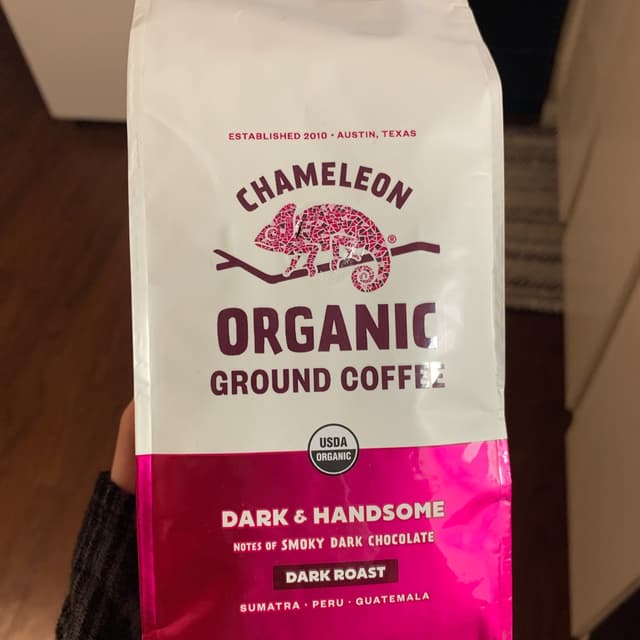 ESTABLISHED 2010 · AUSTIN, TEXAS
CHAMELEON
®
ORGANIC
GROUND COFFEE
USDA
ORGANIC
DARK & HANDSOME
NOTES OF SMOKY DARK CHOCOLATE
DARK ROAST
SUMATRA · PERU · GUATEMALA